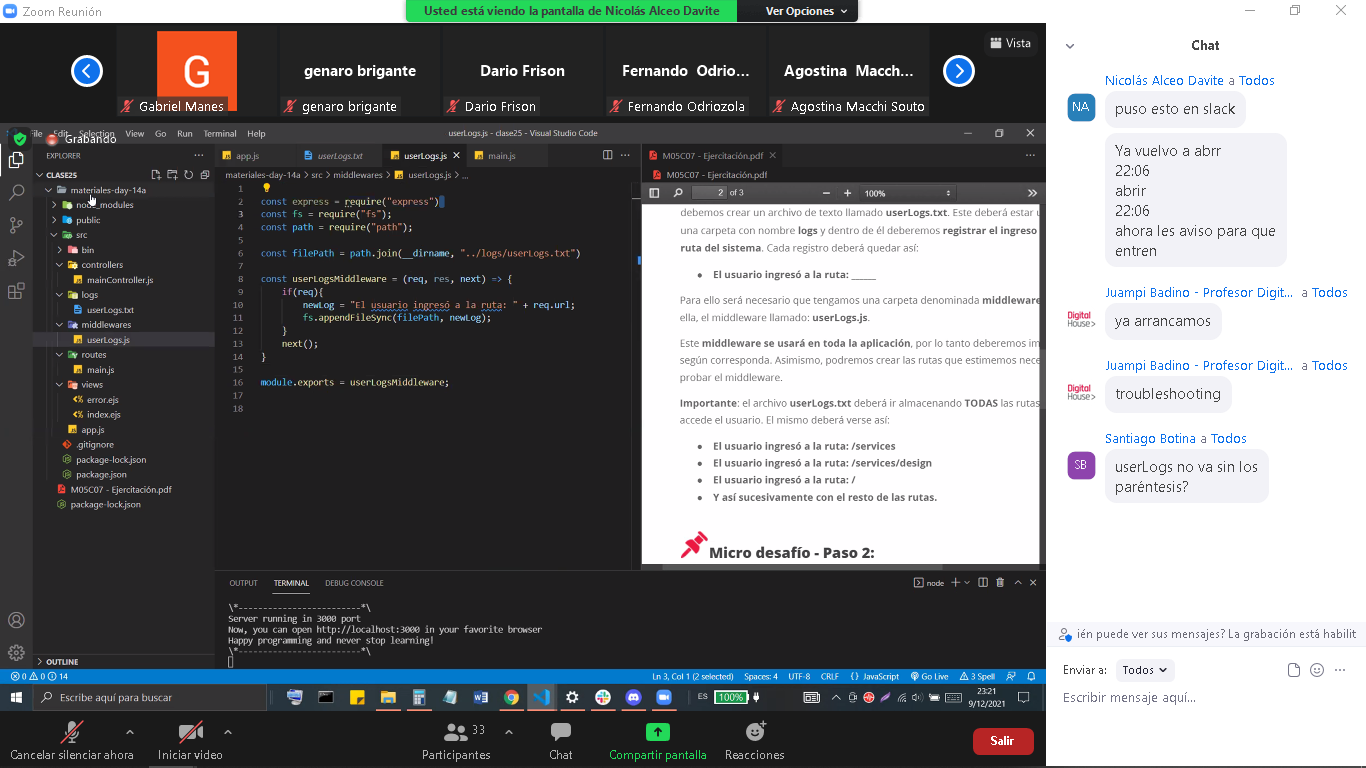 Zoom Reunión
Usted está viendo la pantalla de Nicolás Alceo Davite
Ver Opciones
Vista
G
genaro brigante
Dario Frison
Fernando Odrio...
Agostina Macch...
Gabriel Manes
genaro brigante
Dario Frison
Fernando Odriozola
Agostina Macchi Souto
Grabando
File
Edit
Selection
View
Go
Run
Terminal
Help
userLogs.js - clase25 - Visual Studio Code
EXPLORER
app.js
userLogs.txt
userLogs.js
main.js
M05C07 - Ejercitación.pdf
CLASE25
materiales-day-14a > src > middlewares > userLogs.js > ...
M05C07 - Ejercitación.pdf
materiales-day-14a
node_modules
public
src
bin
controllers
mainController.js
logs
userLogs.txt
middlewares
userLogs.js
routes
main.js
views
error.ejs
index.ejs
app.js
.gitignore
package-lock.json
package.json
M05C07 - Ejercitación.pdf
package-lock.json
OUTLINE
1
2 const express = require("express")
3 const fs = require("fs");
4 const path = require("path");
5
6 const filePath = path.join(__dirname, "../logs/userLogs.txt")
7
8 const userLogsMiddleware = (req, res, next) => {
9 if(req){
10 newLog = "El usuario ingresó a la ruta: " + req.url;
11 fs.appendFileSync(filePath, newLog);
12 }
13 next();
14 }
15
16 module.exports = userLogsMiddleware;
17
18
2 of 3
100%
debemos crear un archivo de texto llamado userLogs.txt. Este deberá estar
una carpeta con nombre logs y dentro de él deberemos registrar el ingreso
ruta del sistema. Cada registro deberá quedar así:
● El usuario ingresó a la ruta: _____
Para ello será necesario que tengamos una carpeta denominada middleware
ella, el middleware llamado: userLogs.js.
Este middleware se usará en toda la aplicación, por lo tanto deberemos im
según corresponda. Asimismo, podremos crear las rutas que estimemos nece
probar el middleware.
Importante: el archivo userLogs.txt deberá ir almacenando TODAS las rutas
accede el usuario. El mismo deberá verse así:
● El usuario ingresó a la ruta: /services
● El usuario ingresó a la ruta: /services/design
● El usuario ingresó a la ruta: /
● Y así sucesivamente con el resto de las rutas.
Micro desafío - Paso 2:
OUTPUT
TERMINAL
DEBUG CONSOLE
node
\*-------------------------*\
Server running in 3000 port
Now, you can open http://localhost:3000 in your favorite browser
Happy programming and never stop learning!
\*-------------------------*\
0 0 14
Ln 3, Col 1 (2 selected)
Spaces: 4
UTF-8
CRLF
{} JavaScript
Go Live
3 Spell
Escribe aquí para buscar
ES
100%
23:21
9/12/2021
Cancelar silenciar ahora
Iniciar video
33
Participantes
Chat
Compartir pantalla
Reacciones
Salir
Chat
Nicolás Alceo Davite a Todos
NA
puso esto en slack
Ya vuelvo a abrr
22:06
abrir
22:06
ahora les aviso para que
entren
Juampi Badino - Profesor Digit... a Todos
Digital
House>
ya arrancamos
Juampi Badino - Profesor Digit... a Todos
Digital
House>
troubleshooting
Santiago Botina a Todos
SB
userLogs no va sin los
paréntesis?
ién puede ver sus mensajes? La grabación está habilit
Enviar a:
Todos
Escribir mensaje aquí...